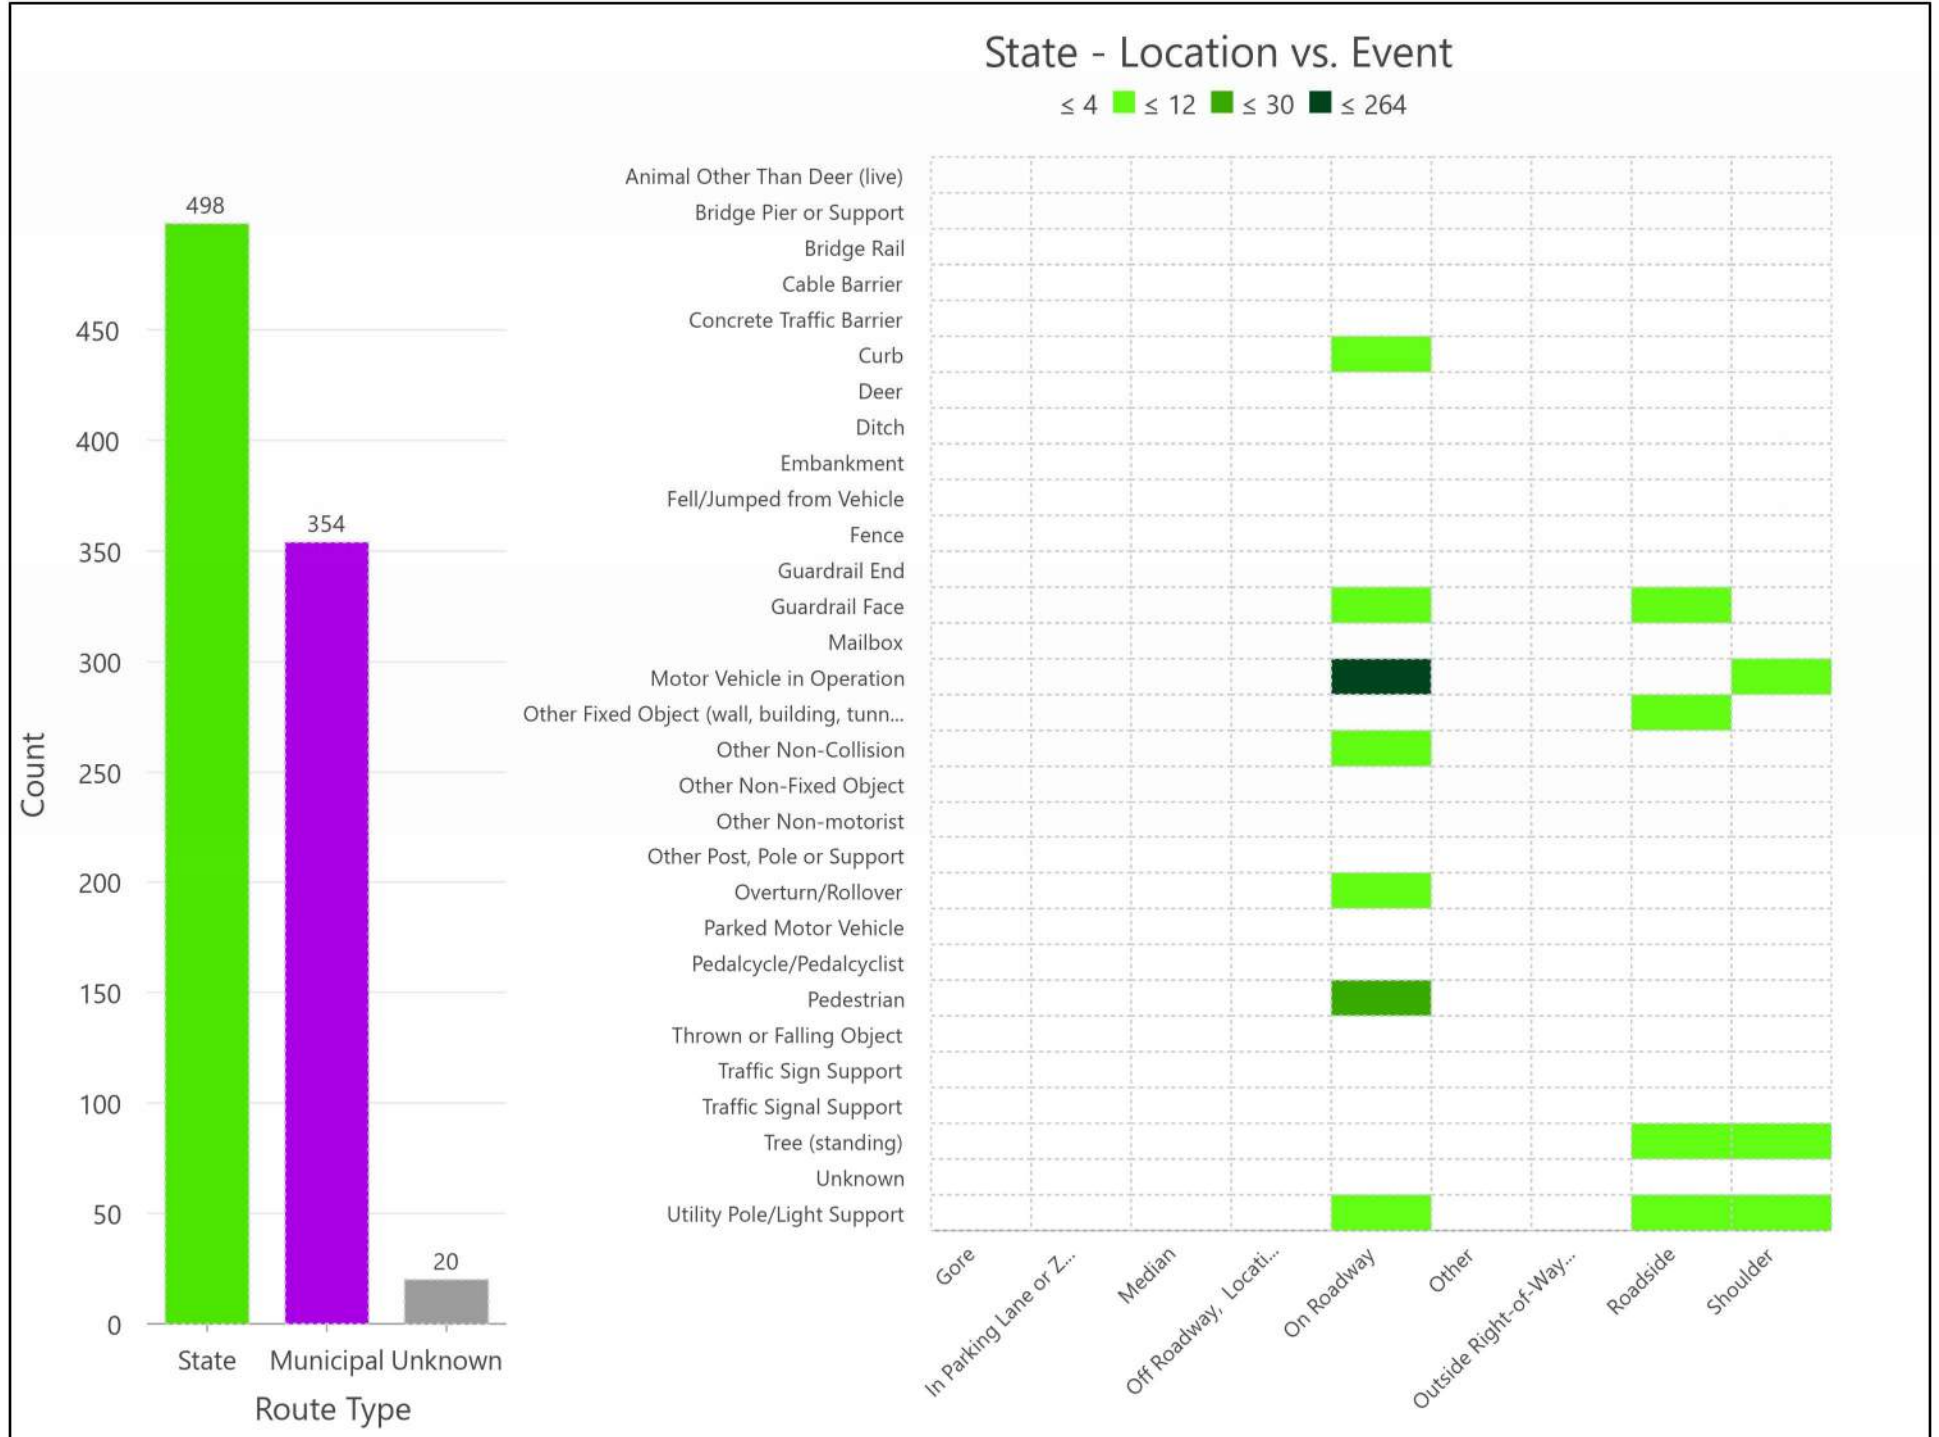 State - Location vs. Event
≤ 4 ≤ 12 ≤ 30 ≤ 264
498
354
20
450
400
350
300
250
200
150
100
50
0
Count
State Municipal Unknown
Route Type
Animal Other Than Deer (live)
Bridge Pier or Support
Bridge Rail
Cable Barrier
Concrete Traffic Barrier
Curb
Deer
Ditch
Embankment
Fell/Jumped from Vehicle
Fence
Guardrail End
Guardrail Face
Mailbox
Motor Vehicle in Operation
Other Fixed Object (wall, building, tunn...
Other Non-Collision
Other Non-Fixed Object
Other Non-motorist
Other Post, Pole or Support
Overturn/Rollover
Parked Motor Vehicle
Pedalcycle/Pedalcyclist
Pedestrian
Thrown or Falling Object
Traffic Sign Support
Traffic Signal Support
Tree (standing)
Unknown
Utility Pole/Light Support
Gore
In Parking Lane or Z...
Median
Off Roadway, Locati...
On Roadway
Other
Outside Right-of-Way...
Roadside
Shoulder